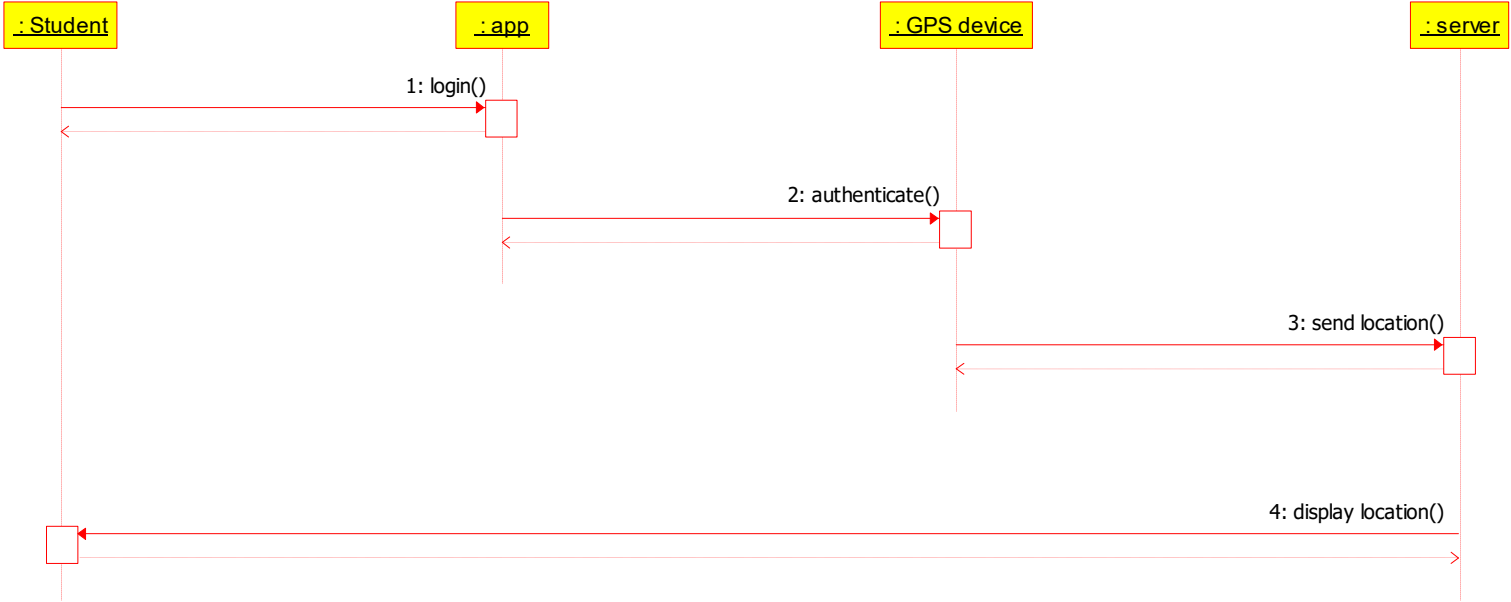 : Student
: app
: GPS device
: server
1: login()
2: authenticate()
3: send location()
4: display location()